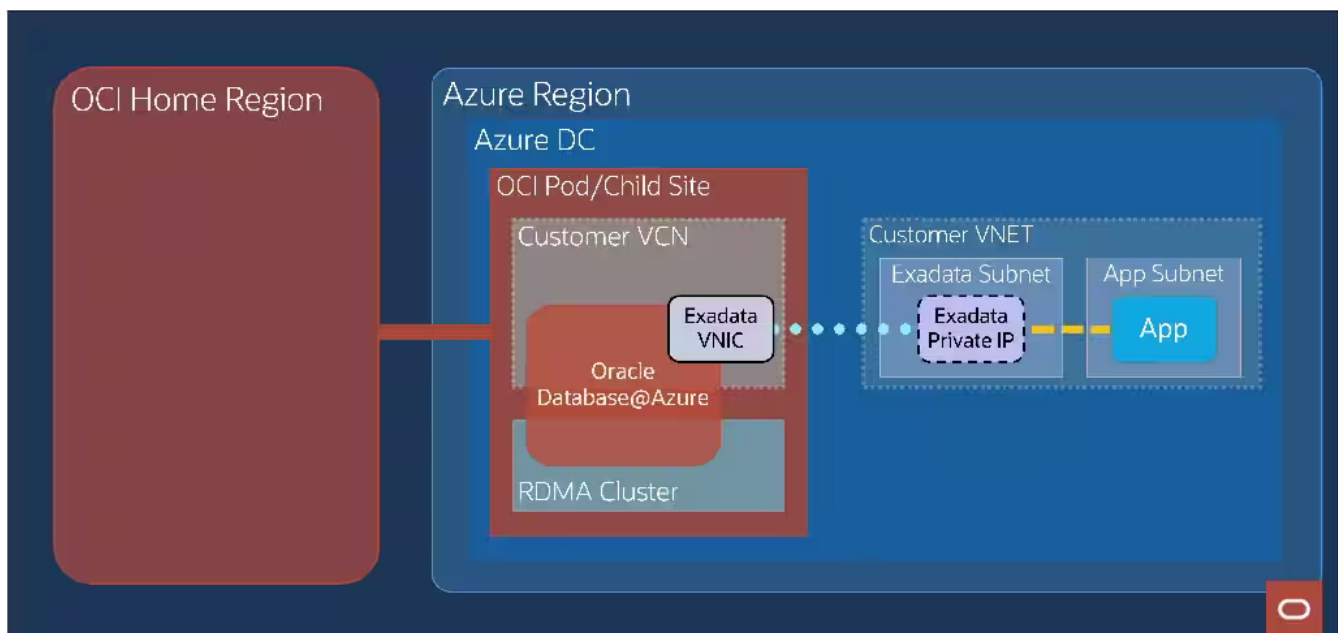 OCI Home Region
Azure Region
Azure DC
OCI Pod/Child Site
Customer VCN
Customer VNET
Exadata Subnet
App Subnet
Exadata
VNIC
Exadata
Private IP
App
Oracle
Database@Azure
RDMA Cluster